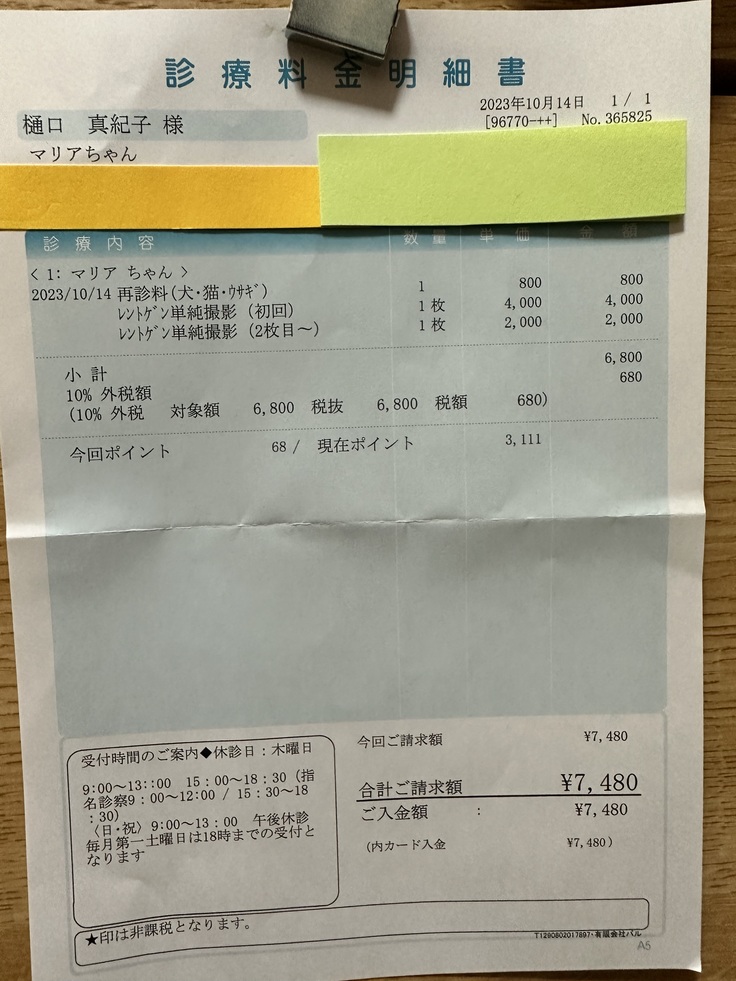 診療料金明細書
2023年10月14日 1 / 1
樋口 真紀子 様
[96770-++] No.365825
マリアちゃん
診療内容 数量 単価 金額
< 1: マリア ちゃん >
2023/10/14 再診料(犬・猫・ｳｻｷﾞ) 1 800 800
ﾚﾝﾄｹﾞﾝ単純撮影 (初回) 1 枚 4,000 4,000
ﾚﾝﾄｹﾞﾝ単純撮影 (2枚目～) 1 枚 2,000 2,000
小 計 6,800
10% 外税額 680
(10% 外税 対象額 6,800 税抜 6,800 税額 680)
今回ポイント 68 / 現在ポイント 3,111
受付時間のご案内◆休診日：木曜日
9:00～13::00 15：00～18：30（指
名診察9：00～12:00 / 15：30～18
：30）
〈日・祝〉9:00～13：00 午後休診
毎月第一土曜日は18時までの受付と
なります
今回ご請求額 ¥7,480
合計ご請求額 ¥7,480
ご入金額 : ¥7,480
(内カード入金 ¥7,480 )
★印は非課税となります。
T1290802017897・有限会社パル
A5